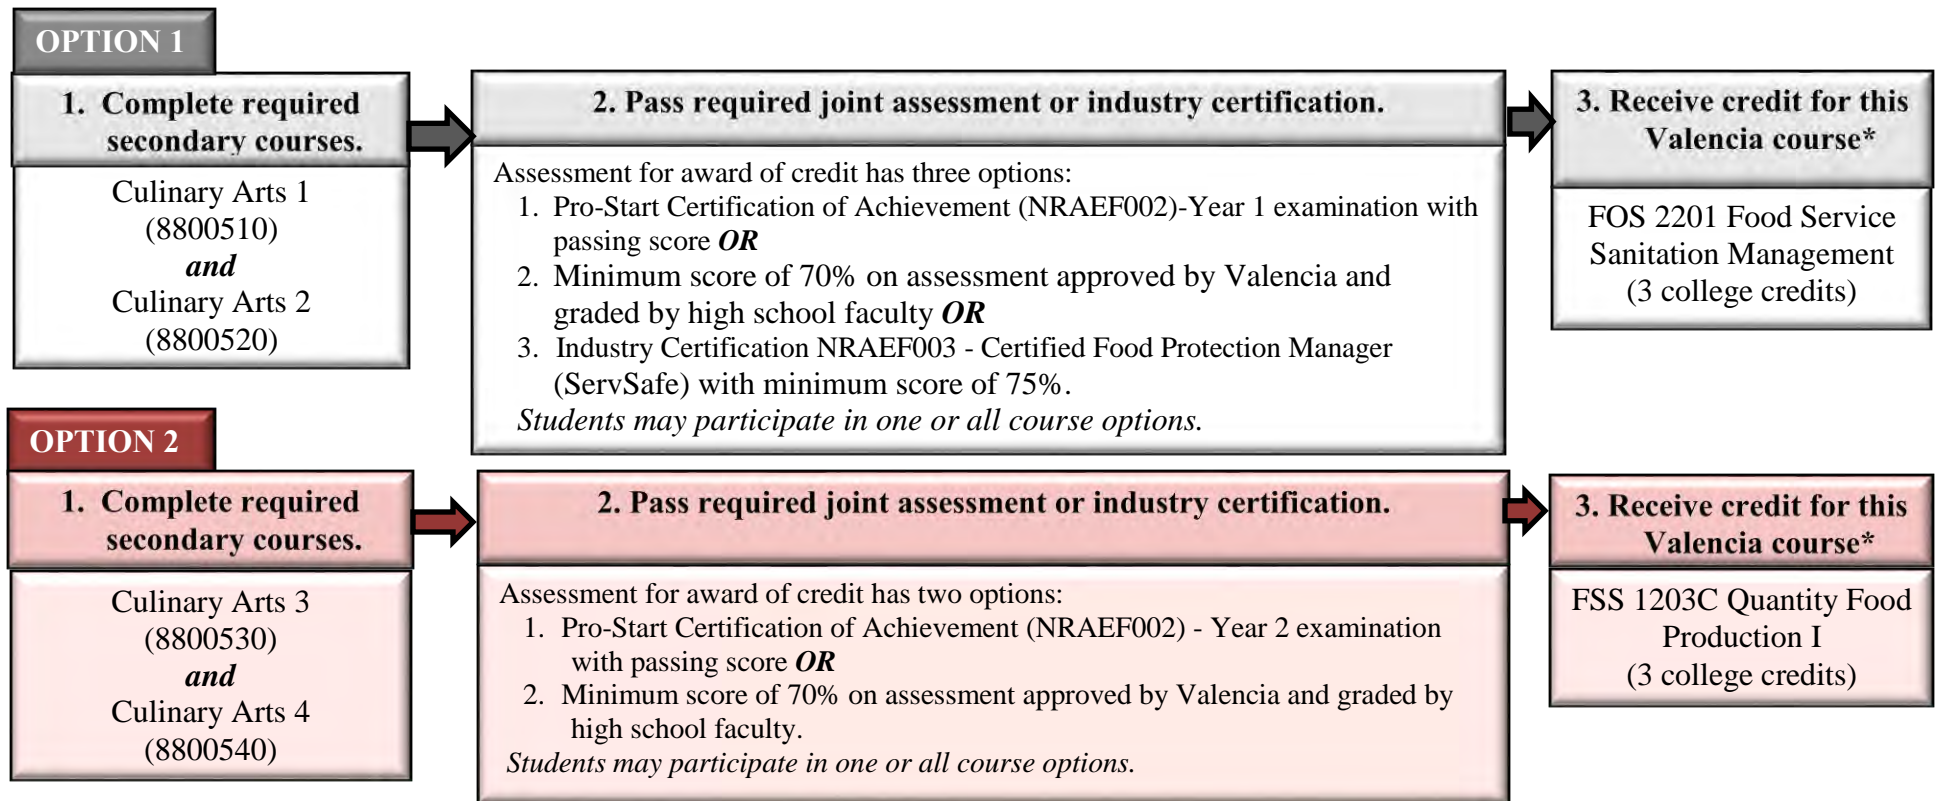 OPTION 1
1. Complete required
secondary courses.
Culinary Arts 1
(8800510)
and
Culinary Arts 2
(8800520)
2. Pass required joint assessment or industry certification.
Assessment for award of credit has three options:
1. Pro-Start Certification of Achievement (NRAEF002)-Year 1 examination with
passing score OR
2. Minimum score of 70% on assessment approved by Valencia and
graded by high school faculty OR
3. Industry Certification NRAEF003 - Certified Food Protection Manager
(ServSafe) with minimum score of 75%.
Students may participate in one or all course options.
3. Receive credit for this
Valencia course*
FOS 2201 Food Service
Sanitation Management
(3 college credits)
OPTION 2
1. Complete required
secondary courses.
Culinary Arts 3
(8800530)
and
Culinary Arts 4
(8800540)
2. Pass required joint assessment or industry certification.
Assessment for award of credit has two options:
1. Pro-Start Certification of Achievement (NRAEF002) - Year 2 examination
with passing score OR
2. Minimum score of 70% on assessment approved by Valencia and graded by
high school faculty.
Students may participate in one or all course options.
3. Receive credit for this
Valencia course*
FSS 1203C Quantity Food
Production I
(3 college credits)